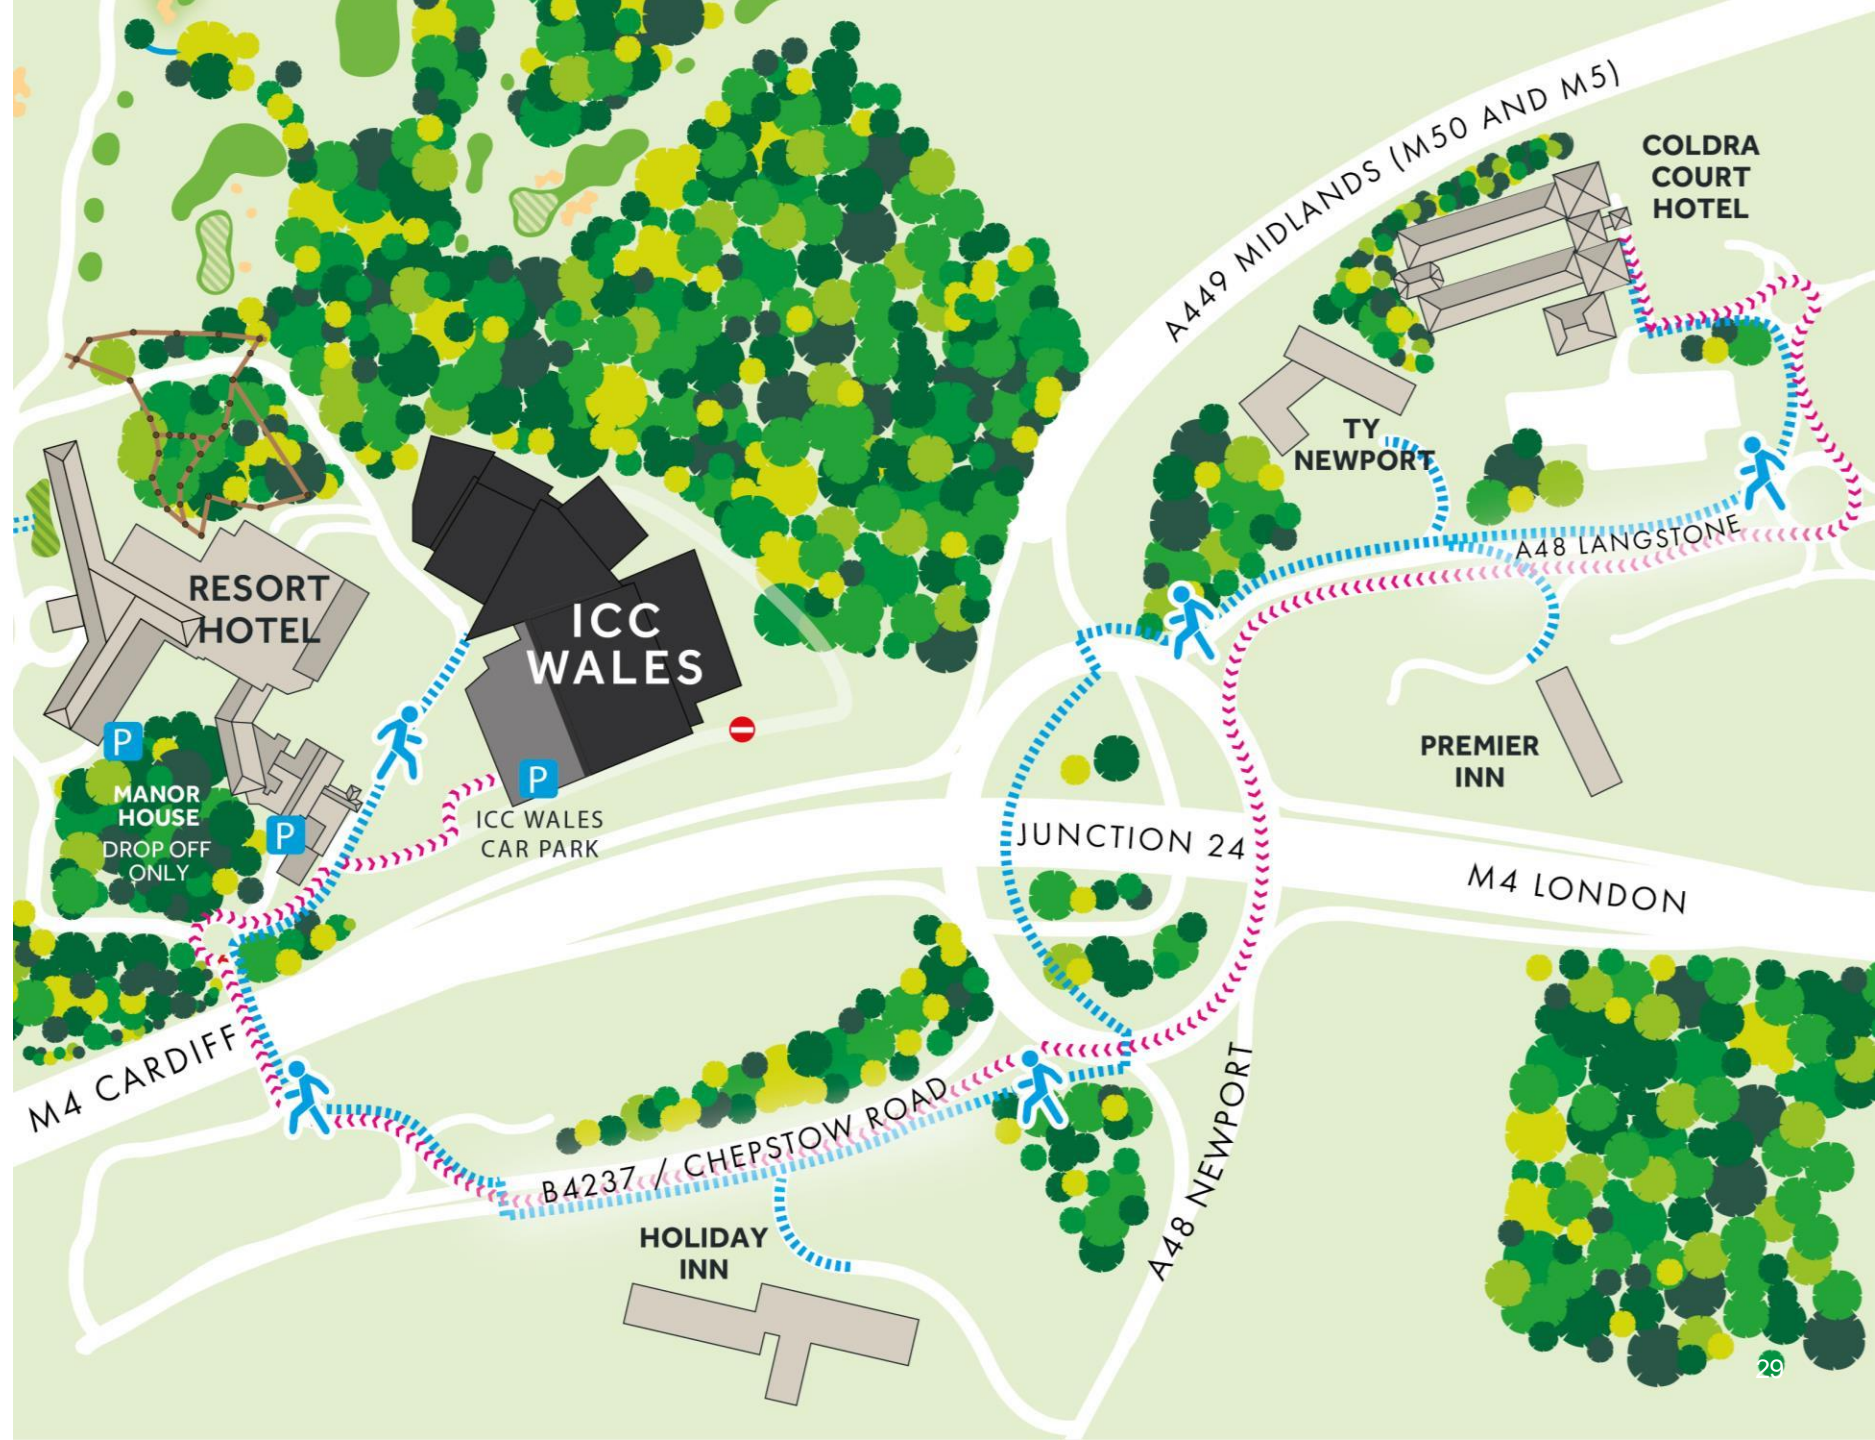 A449 MIDLANDS (M50 AND M5)
COLDRA
COURT
HOTEL
TY
NEWPORT
A48 LANGSTONE
RESORT
HOTEL
ICC
WALES
P
MANOR
HOUSE
DROP OFF
ONLY
P
P
ICC WALES
CAR PARK
PREMIER
INN
JUNCTION 24
M4 LONDON
M4 CARDIFF
B4237 / CHEPSTOW ROAD
A48 NEWPORT
HOLIDAY
INN
29